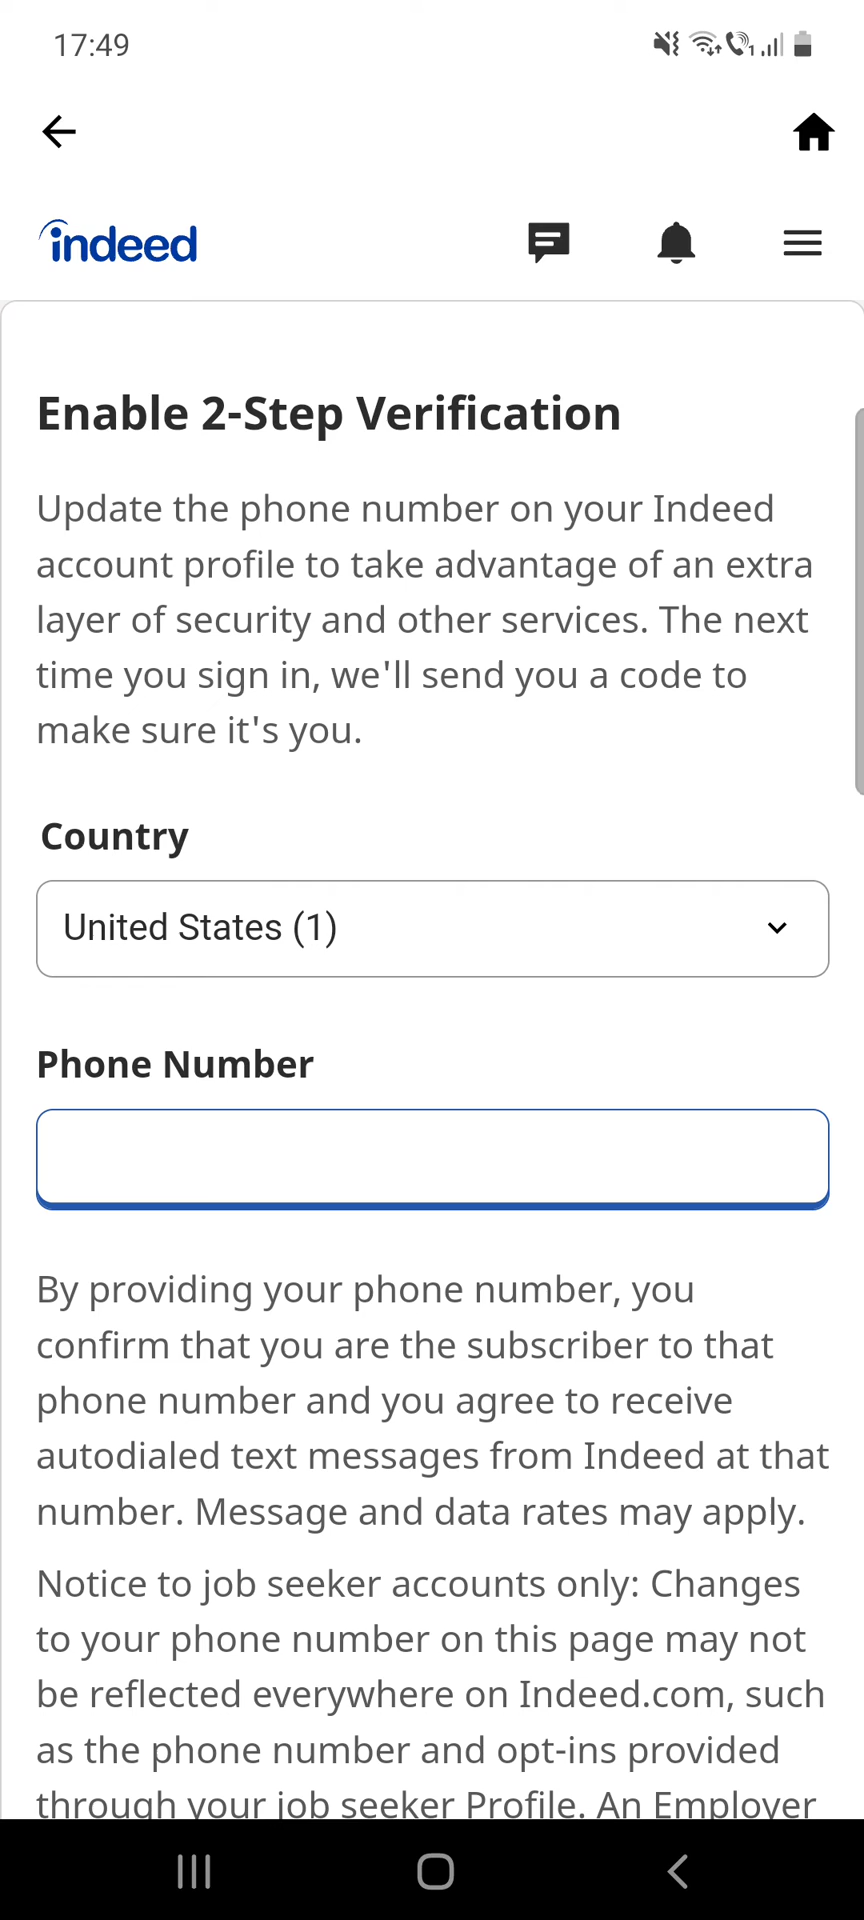 17:49
indeed
Enable 2-Step Verification
Update the phone number on your Indeed
account profile to take advantage of an extra
layer of security and other services. The next
time you sign in, we'll send you a code to
make sure it's you.
Country
United States (1)
Phone Number
By providing your phone number, you
confirm that you are the subscriber to that
phone number and you agree to receive
autodialed text messages from Indeed at that
number. Message and data rates may apply.
Notice to job seeker accounts only: Changes
to your phone number on this page may not
be reflected everywhere on Indeed.com, such
as the phone number and opt-ins provided
through your job seeker Profile. An Employer